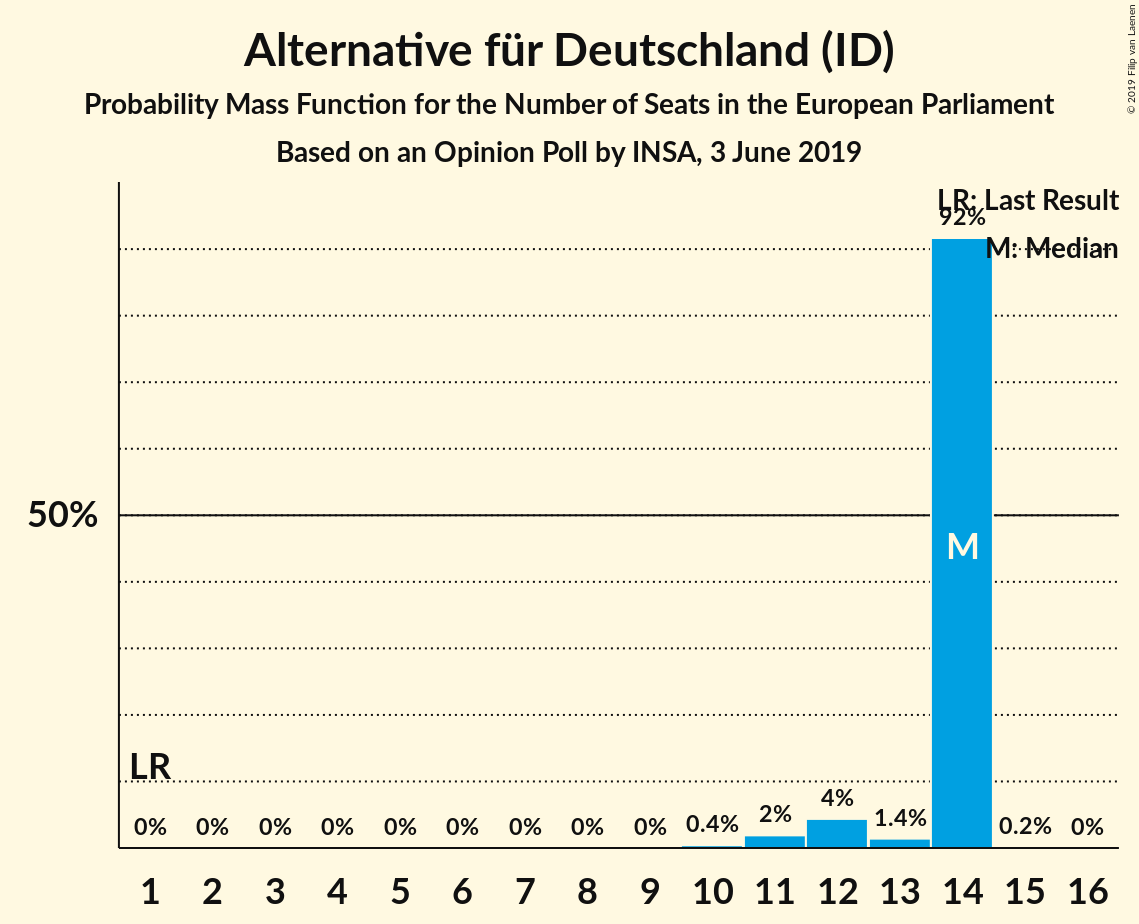 Alternative für Deutschland (ID)
Probability Mass Function for the Number of Seats in the European Parliament
Based on an Opinion Poll by INSA, 3 June 2019
© 2019 Filip van Laenen
LR: Last Result
92%
M: Median
50%
M
LR
0% 0% 0% 0% 0% 0% 0% 0% 0% 0.4% 2% 4% 1.4% 0.2% 0%
1 2 3 4 5 6 7 8 9 10 11 12 13 14 15 16